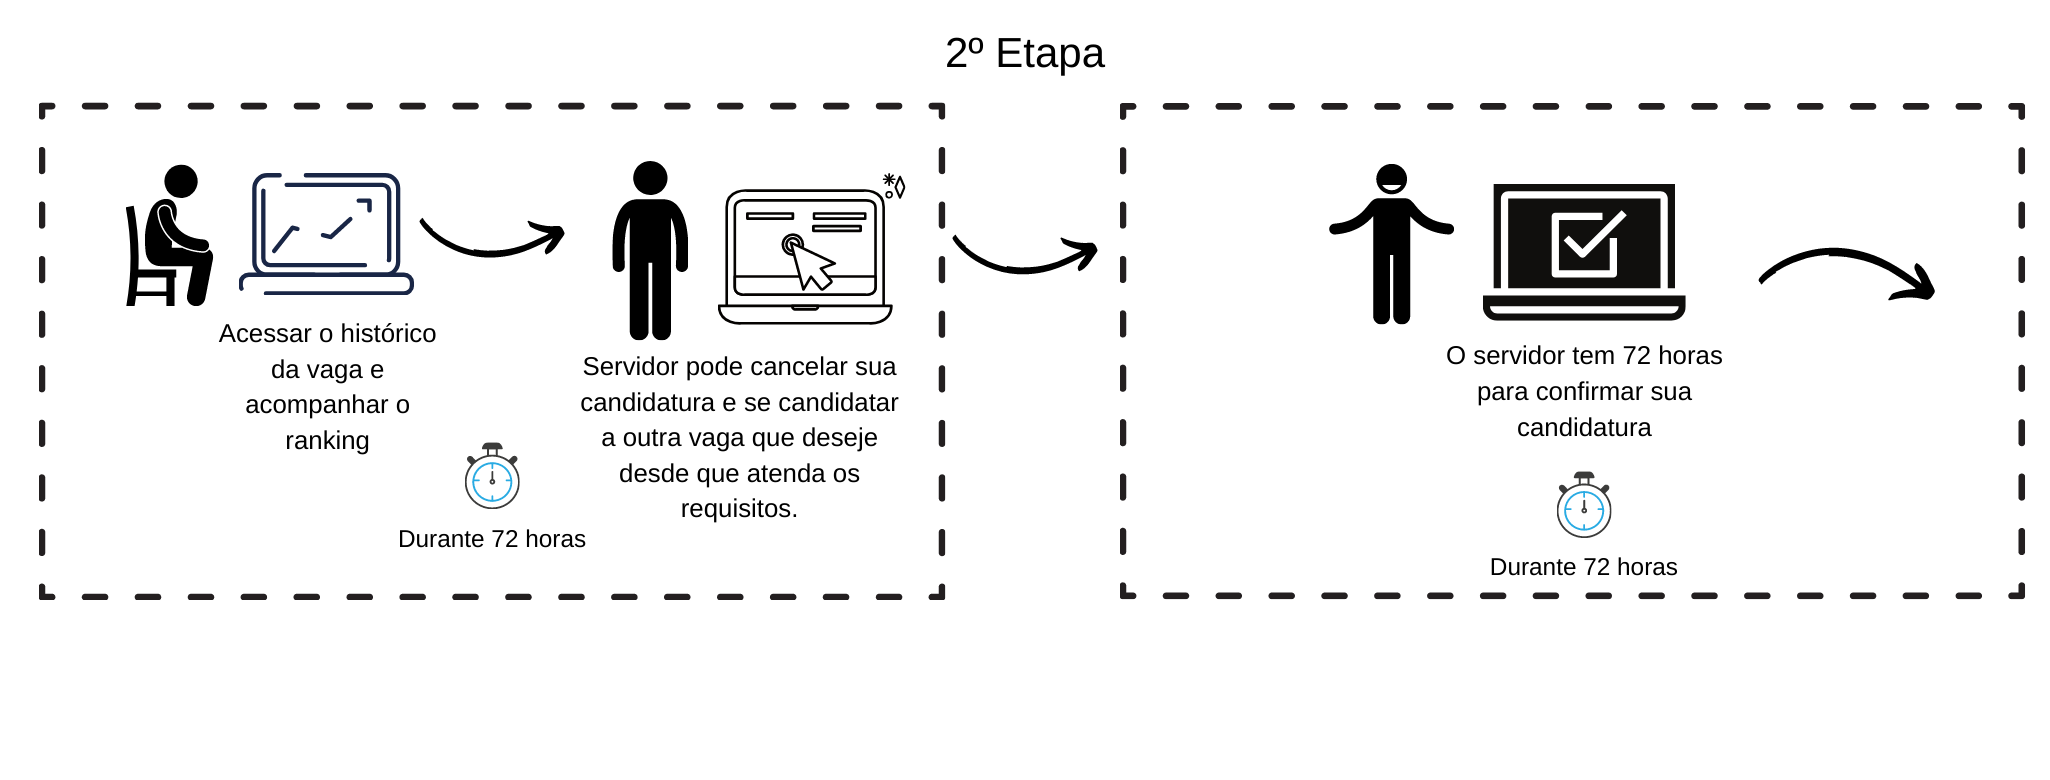 2º Etapa
Acessar o histórico
da vaga e
acompanhar o
ranking
Durante 72 horas
Servidor pode cancelar sua
candidatura e se candidatar
a outra vaga que deseje
desde que atenda os
requisitos.
O servidor tem 72 horas
para confirmar sua
candidatura
Durante 72 horas